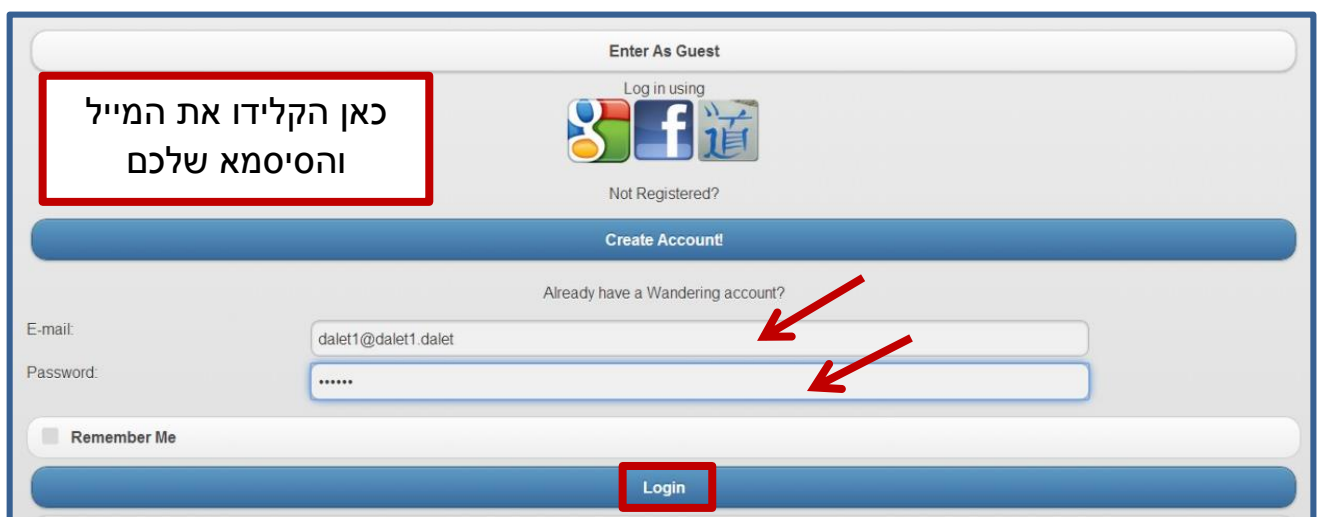 Enter As Guest
Log in using
כאן הקלידו את המייל
והסיסמא שלכם
g f 道
Not Registered?
Create Account!
Already have a Wandering account?
E-mail:
dalet1@dalet1.dalet
Password:
••••••
Remember Me
Login